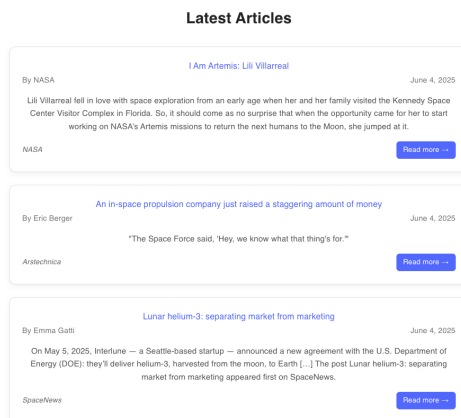 Latest Articles
I Am Artemis: Lili Villarreal
By NASA
June 4, 2025
Lili Villarreal fell in love with space exploration from an early age when her and her family visited the Kennedy Space
Center Visitor Complex in Florida. So, it should come as no surprise that when the opportunity came for her to start
working on NASA's Artemis missions to return the next humans to the Moon, she jumped at it.
NASA
Read more →
An in-space propulsion company just raised a staggering amount of money
By Eric Berger
June 4, 2025
"The Space Force said, 'Hey, we know what that thing's for.'"
Arstechnica
Read more →
Lunar helium-3: separating market from marketing
By Emma Gatti
June 4, 2025
On May 5, 2025, Interlune — a Seattle-based startup — announced a new agreement with the U.S. Department of
Energy (DOE): they'll deliver helium-3, harvested from the moon, to Earth […] The post Lunar helium-3: separating
market from marketing appeared first on SpaceNews.
SpaceNews
Read more →